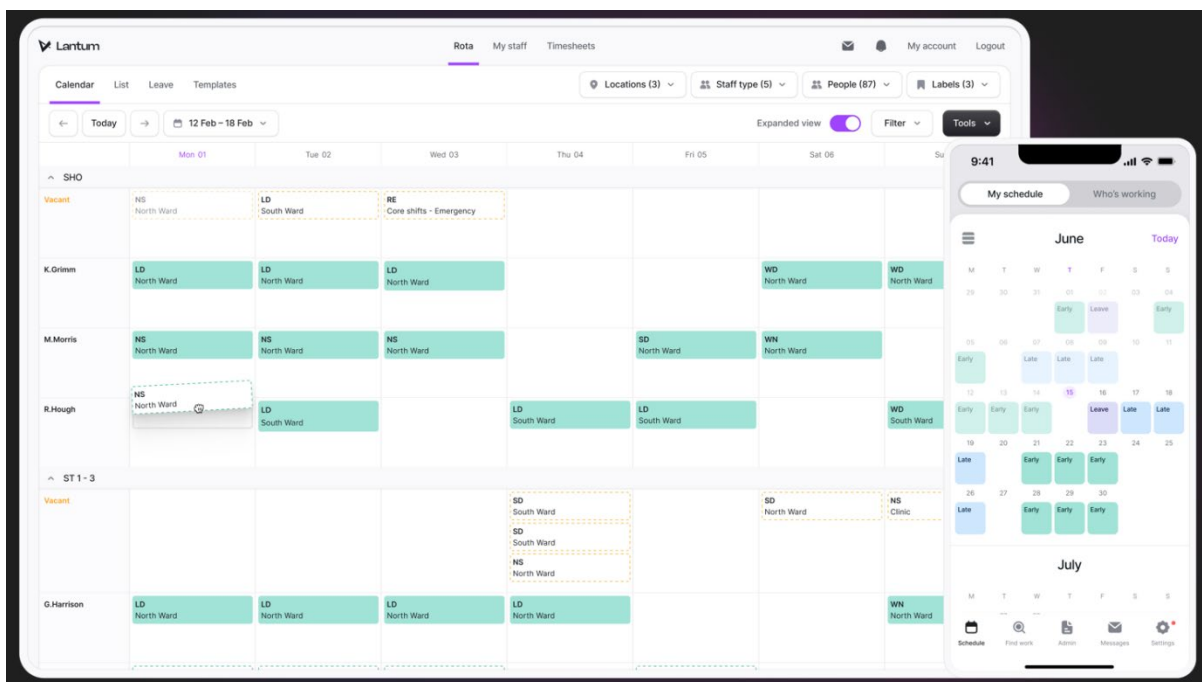 Lantum
Rota My staff Timesheets
My account Logout
Calendar List Leave Templates
Locations (3) Staff type (5) People (87) Labels (3)
Today 12 Feb – 18 Feb
Expanded view Filter Tools
Mon 01 Tue 02 Wed 03 Thu 04 Fri 05 Sat 06 Su
SHO
Vacant
NS
North Ward
LD
South Ward
RE
Core shifts - Emergency
K.Grimm
LD
North Ward
LD
North Ward
LD
North Ward
WD
North Ward
WD
North Ward
M.Morris
NS
North Ward
NS
North Ward
NS
North Ward
SD
North Ward
WN
North Ward
NS
North Ward
R.Hough
LD
South Ward
LD
South Ward
LD
South Ward
WD
South Ward
ST 1 - 3
Vacant
SD
South Ward
SD
South Ward
NS
North Ward
SD
North Ward
NS
Clinic
G.Harrison
LD
North Ward
LD
North Ward
LD
North Ward
LD
North Ward
WN
North Ward
9:41
My schedule Who's working
June Today
M T W T F S S
29 30 31 01 02 03 04
Early Leave Early
05 06 07 08 09 10 11
Early Late Late Late
12 13 14 15 16 17 18
Early Early Early Leave Late Late
19 20 21 22 23 24 25
Late Early Early Early
26 27 28 29 30
Late Early Early Early
July
M T W T F S S
Schedule Find work Admin Messages Settings